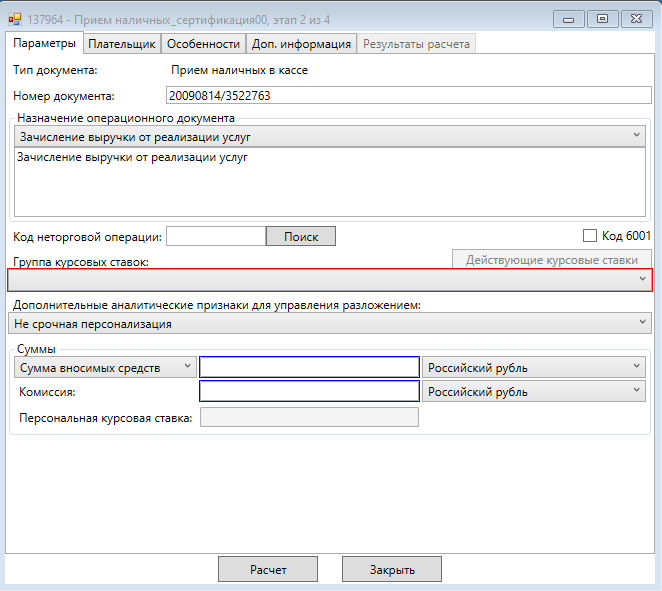 137964 - Прием наличных_сертификация00, этап 2 из 4
Параметры Плательщик Особенности Доп. информация Результаты расчета
Тип документа: Прием наличных в кассе
Номер документа: 20090814/3522763
Назначение операционного документа
Зачисление выручки от реализации услуг
Зачисление выручки от реализации услуг
Код неторговой операции: Поиск Код 6001
Группа курсовых ставок: Действующие курсовые ставки
Дополнительные аналитические признаки для управления разложением:
Не срочная персонализация
Суммы
Сумма вносимых средств Российский рубль
Комиссия: Российский рубль
Персональная курсовая ставка:
Расчет Закрыть